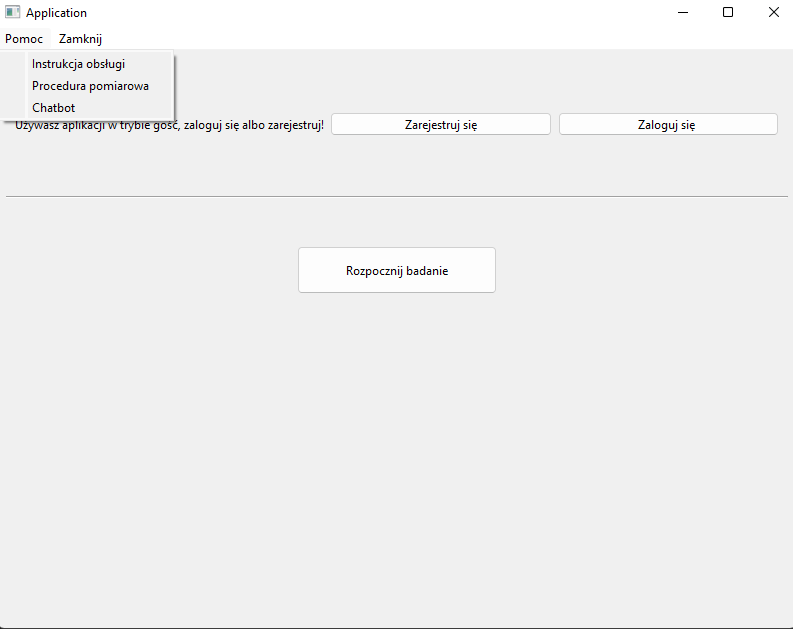 Application
Pomoc Zamknij
Instrukcja obsługi
Procedura pomiarowa
Chatbot
Używasz aplikacji w trybie gość, zaloguj się albo zarejestruj! Zarejestruj się Zaloguj się
Rozpocznij badanie